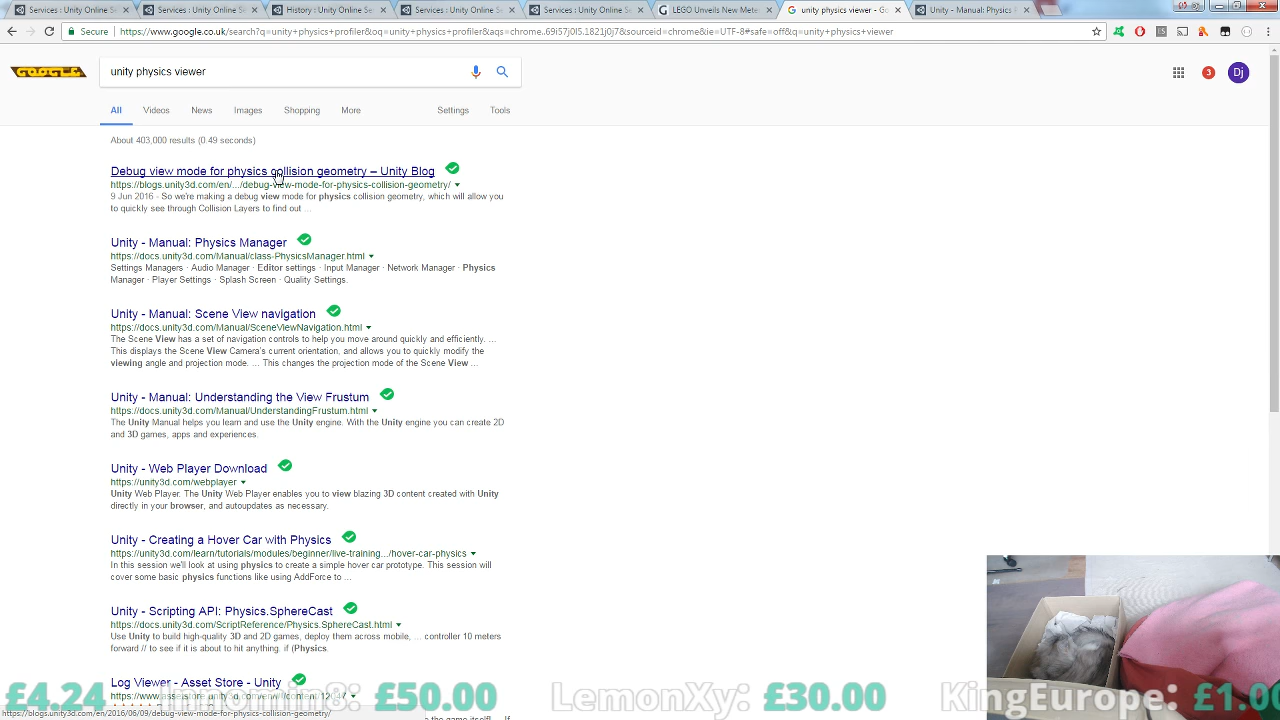 Services : Unity Online Se
Services : Unity Online Se
History : Unity Online Ser
Services : Unity Online Se
Services : Unity Online Se
LEGO Unveils New Mete
unity physics viewer - Go
Unity - Manual: Physics
Secure
https://www.google.co.uk/search?q=unity+physics+profiler&oq=unity+physics+profiler&aqs=chrome..69i57j0l5.1821j0j7&sourceid=chrome&ie=UTF-8#safe=off&q=unity+physics+viewer
GOOGLE
unity physics viewer
3
Dj
All Videos News Images Shopping More Settings Tools
About 403,000 results (0.49 seconds)
Debug view mode for physics collision geometry – Unity Blog
https://blogs.unity3d.com/en/.../debug-view-mode-for-physics-collision-geometry/
9 Jun 2016 - So we're making a debug view mode for physics collision geometry, which will allow you
to quickly see through Collision Layers to find out ...
Unity - Manual: Physics Manager
https://docs.unity3d.com/Manual/class-PhysicsManager.html
Settings Managers · Audio Manager · Editor settings · Input Manager · Network Manager · Physics
Manager · Player Settings · Splash Screen · Quality Settings.
Unity - Manual: Scene View navigation
https://docs.unity3d.com/Manual/SceneViewNavigation.html
The Scene View has a set of navigation controls to help you move around quickly and efficiently. ...
This displays the Scene View Camera's current orientation, and allows you to quickly modify the
viewing angle and projection mode. ... This changes the projection mode of the Scene View ...
Unity - Manual: Understanding the View Frustum
https://docs.unity3d.com/Manual/UnderstandingFrustum.html
The Unity Manual helps you learn and use the Unity engine. With the Unity engine you can create 2D
and 3D games, apps and experiences.
Unity - Web Player Download
https://unity3d.com/webplayer
Unity Web Player. The Unity Web Player enables you to view blazing 3D content created with Unity
directly in your browser, and autoupdates as necessary.
Unity - Creating a Hover Car with Physics
https://unity3d.com/learn/tutorials/modules/beginner/live-training.../hover-car-physics
In this session we'll look at using physics to create a simple hover car prototype. This session will
cover some basic physics functions like using AddForce to ...
Unity - Scripting API: Physics.SphereCast
https://docs.unity3d.com/ScriptReference/Physics.SphereCast.html
Use Unity to build high-quality 3D and 2D games, deploy them across mobile, ... controller 10 meters
forward // to see if it is about to hit anything. if (Physics.
Log Viewer - Asset Store - Unity
£4.24 £50.00 LemonXy: £30.00 KingEurope: £1.00
https://blogs.unity3d.com/en/2016/06/09/debug-view-mode-for-physics-collision-geometry/